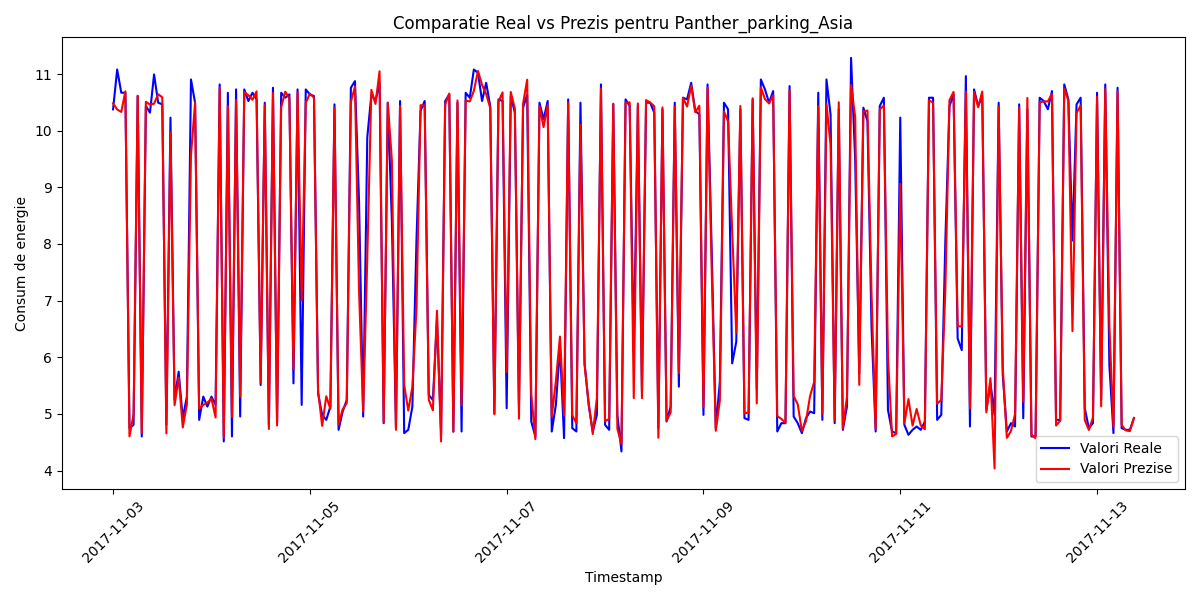 Comparatie Real vs Prezis pentru Panther_parking_Asia
Consum de energie
11
10
9
8
7
6
5
4
Valori Reale
Valori Prezise
2017-11-03
2017-11-05
2017-11-07
2017-11-09
2017-11-11
2017-11-13
Timestamp